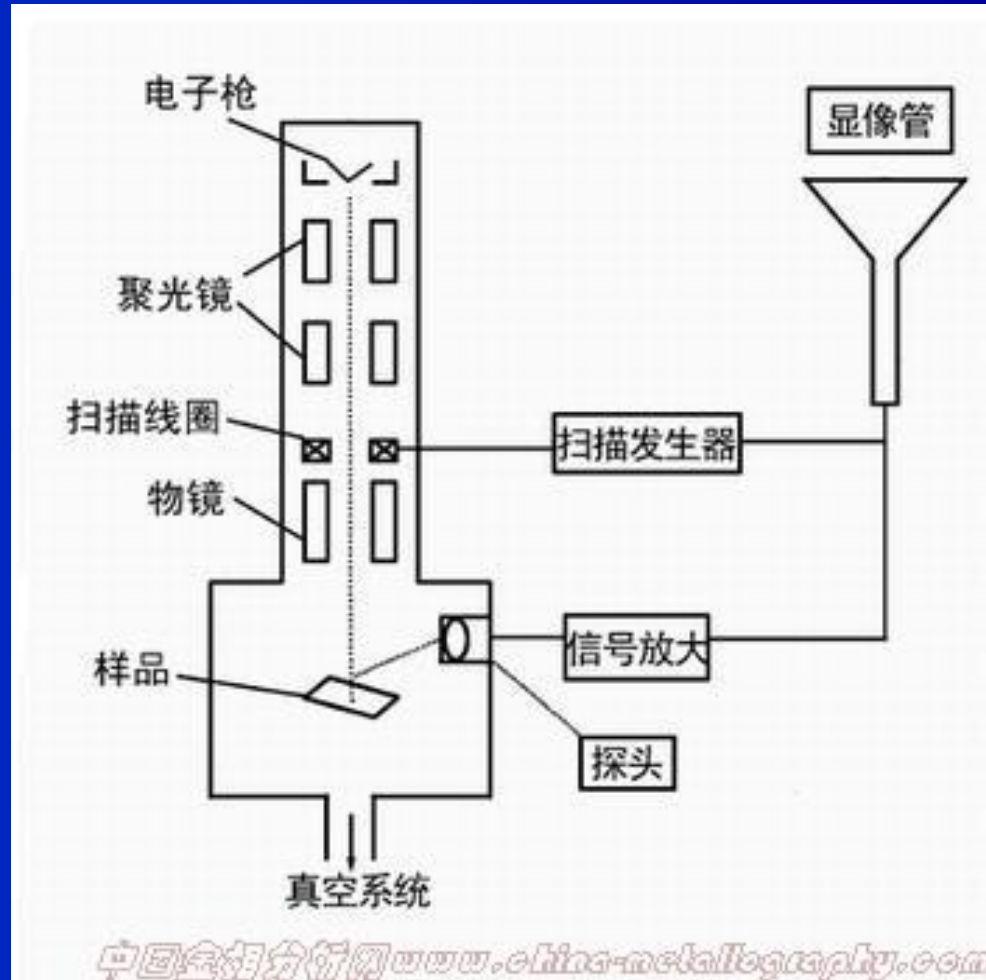 电子枪
显像管
聚光镜
扫描线圈
扫描发生器
物镜
信号放大
样品
探头
真空系统
中国金相分析网www.china-metallography.com